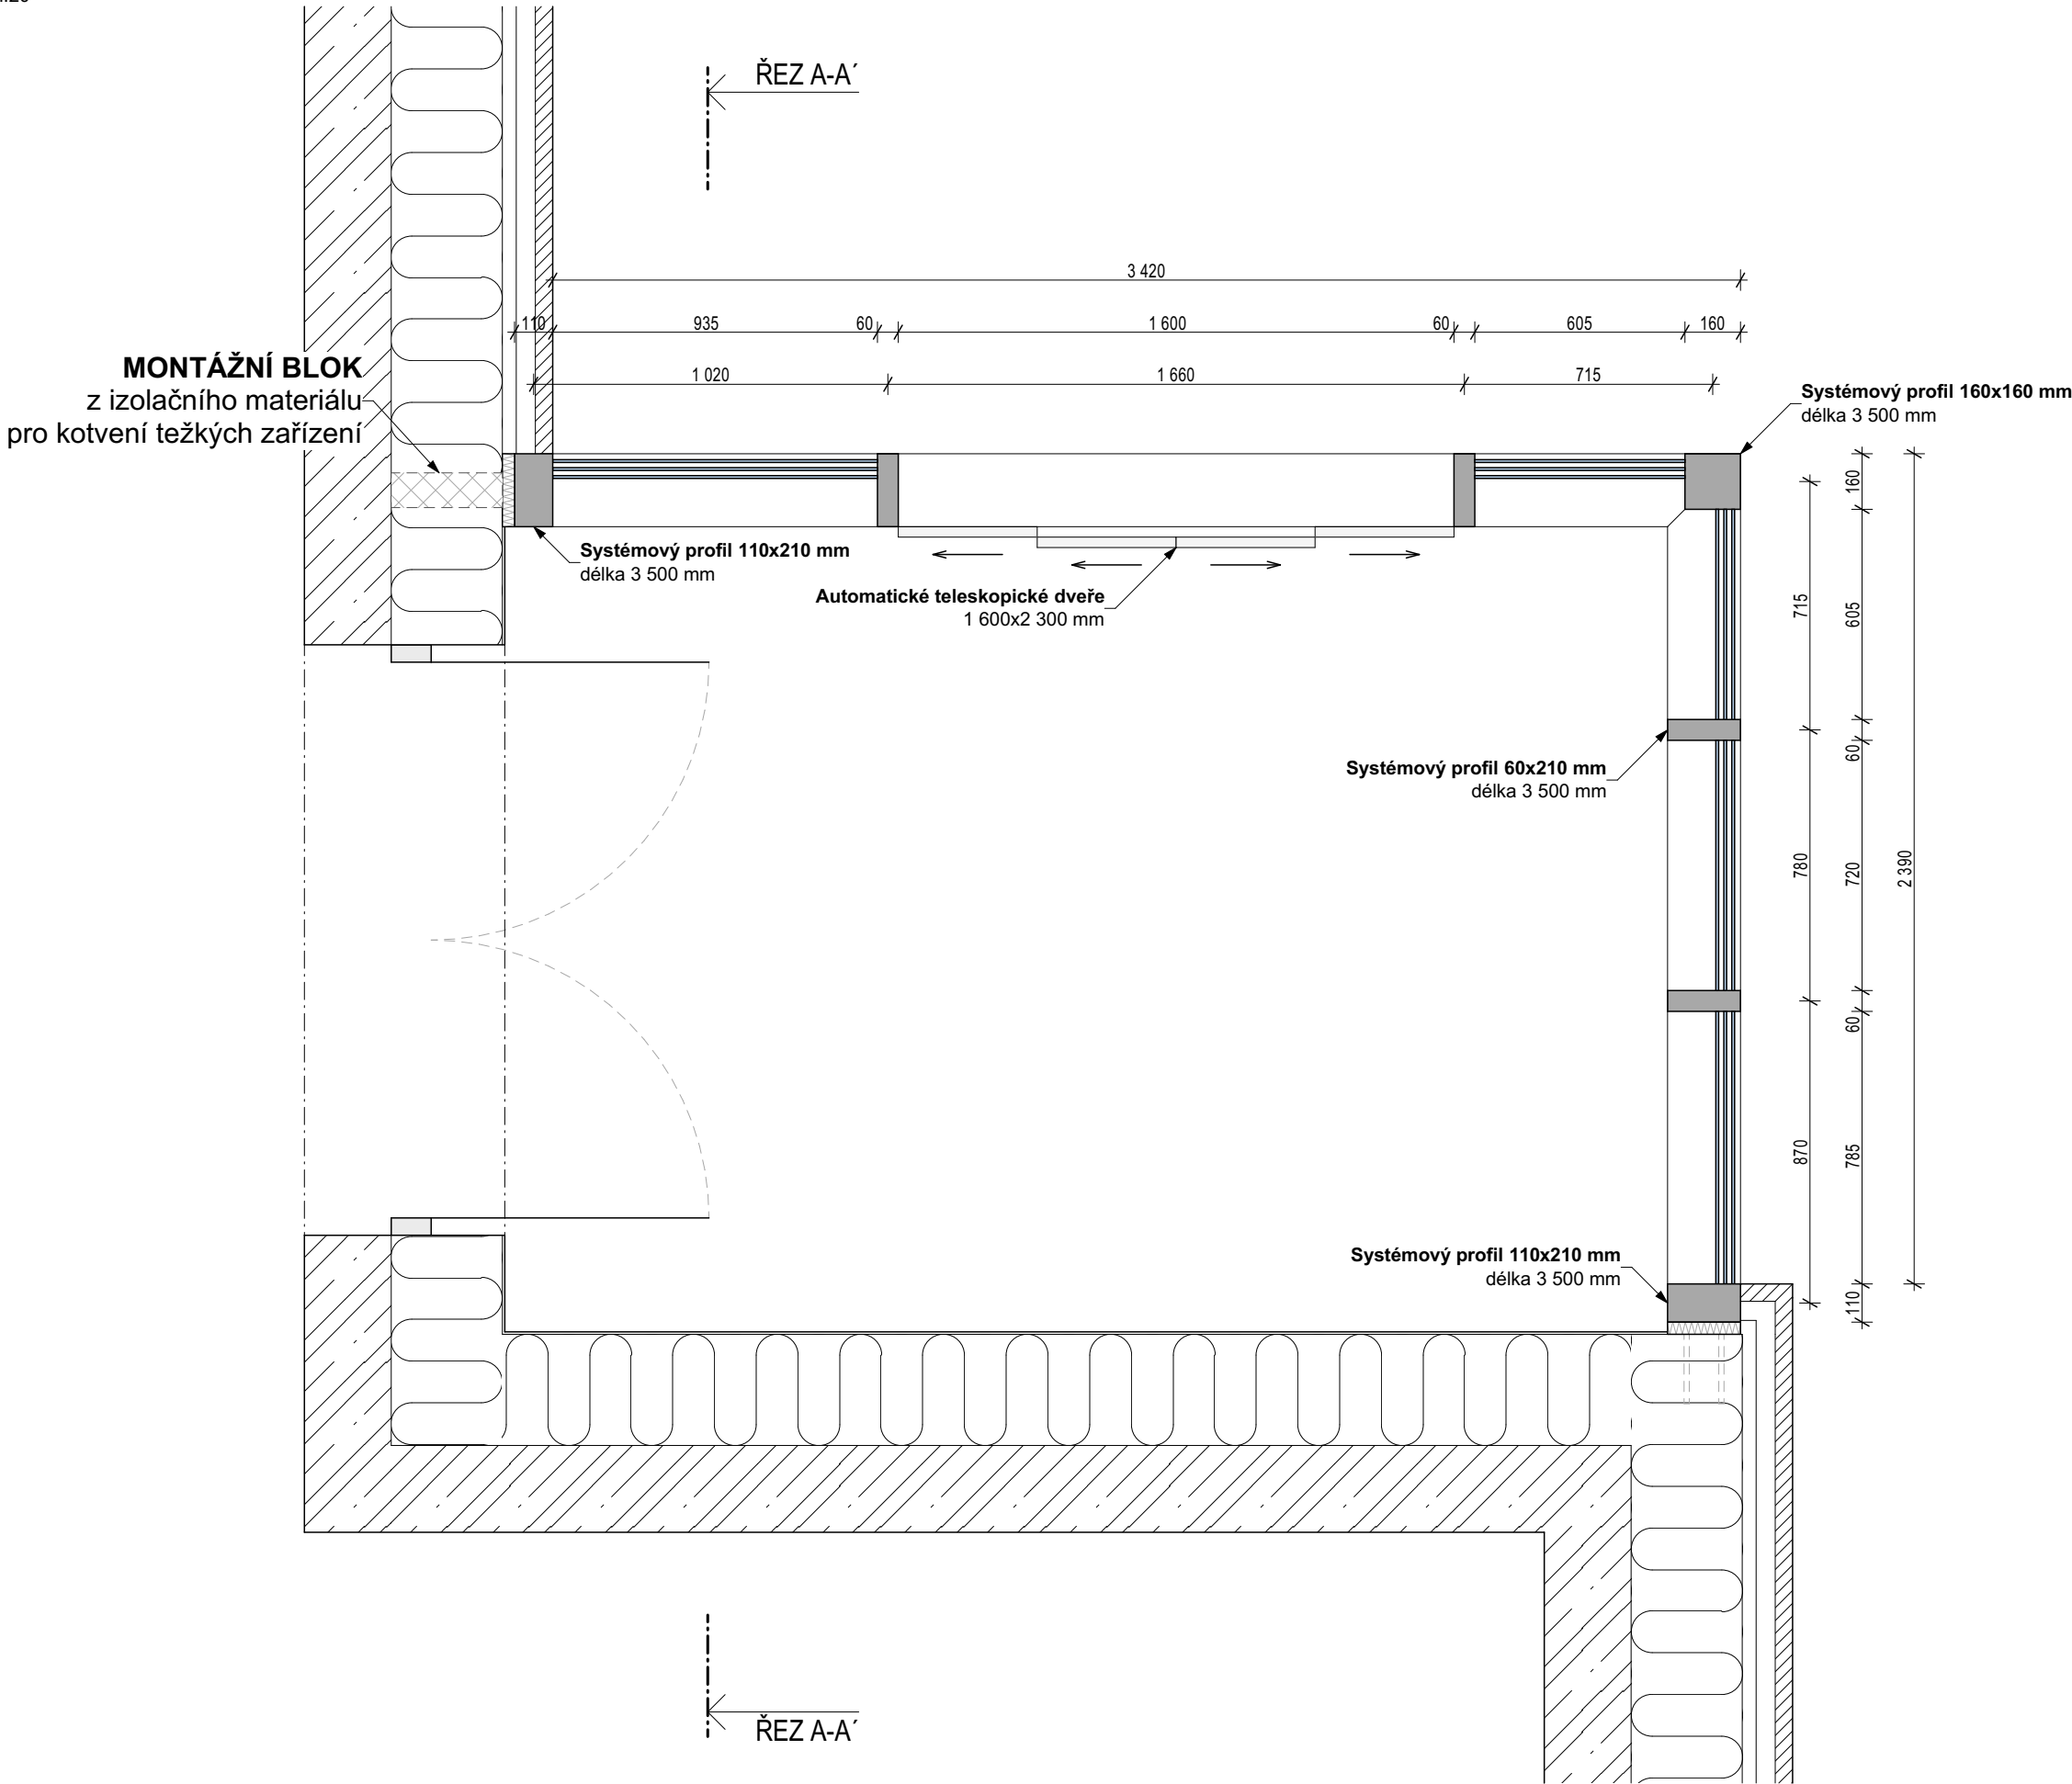 ŘEZ A-A´
3 420
110
935
60
1 600
60
605
160
1 020
1 660
715
MONTÁŽNÍ BLOK
z izolačního materiálu
pro kotvení težkých zařízení
Systémový profil 160x160 mm
délka 3 500 mm
Systémový profil 110x210 mm
délka 3 500 mm
Automatické teleskopické dveře
1 600x2 300 mm
715
780
870
160
605
60
720
60
785
110
2 390
Systémový profil 60x210 mm
délka 3 500 mm
Systémový profil 110x210 mm
délka 3 500 mm
ŘEZ A-A´